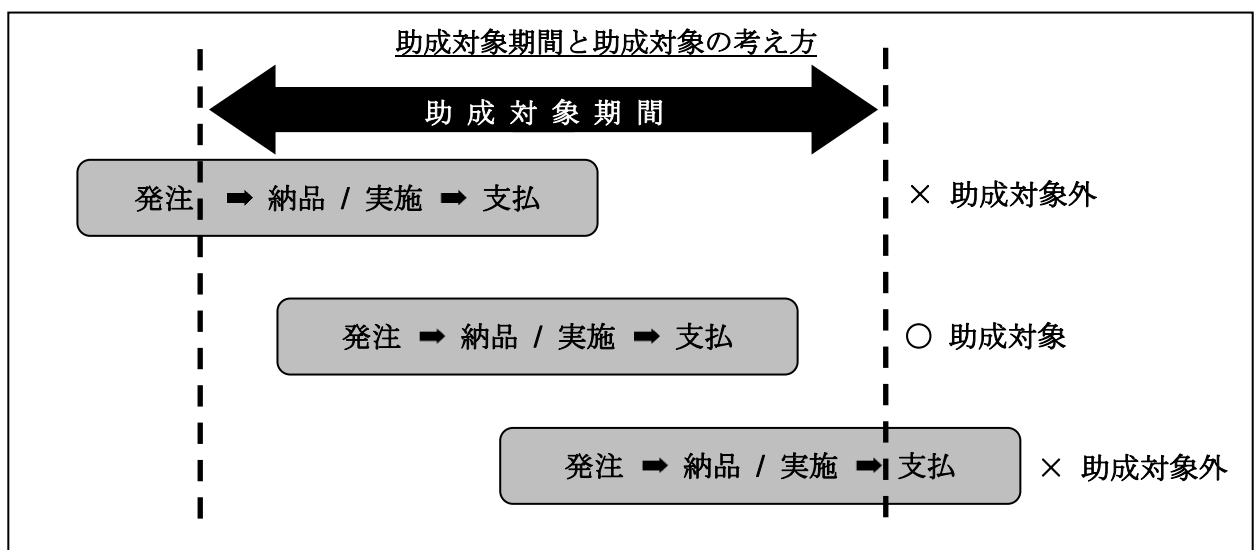 助成対象期間と助成対象の考え方
助成対象期間
発注 ➡ 納品 / 実施 ➡ 支払
× 助成対象外
発注 ➡ 納品 / 実施 ➡ 支払
○ 助成対象
発注 ➡ 納品 / 実施 ➡ 支払
× 助成対象外